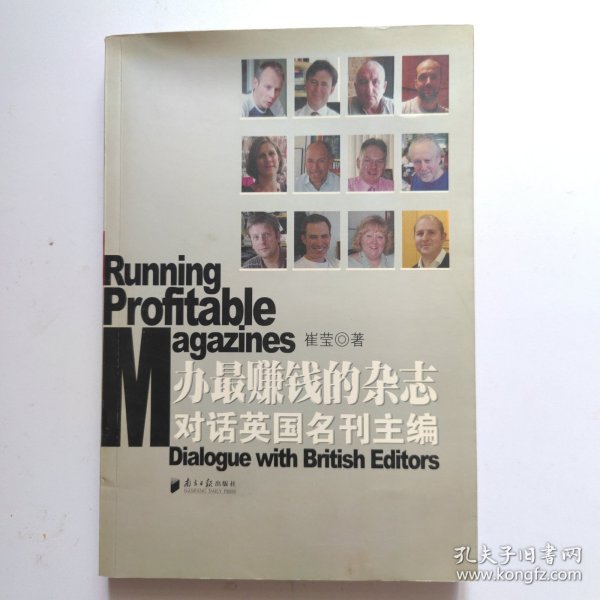 Running
Profitable
Magazines
崔莹◎著
办最赚钱的杂志
对话英国名刊主编
Dialogue with British Editors
南方日报出版社
NANFANG DAILY PRESS
孔夫子旧书网
www.kongfz.com